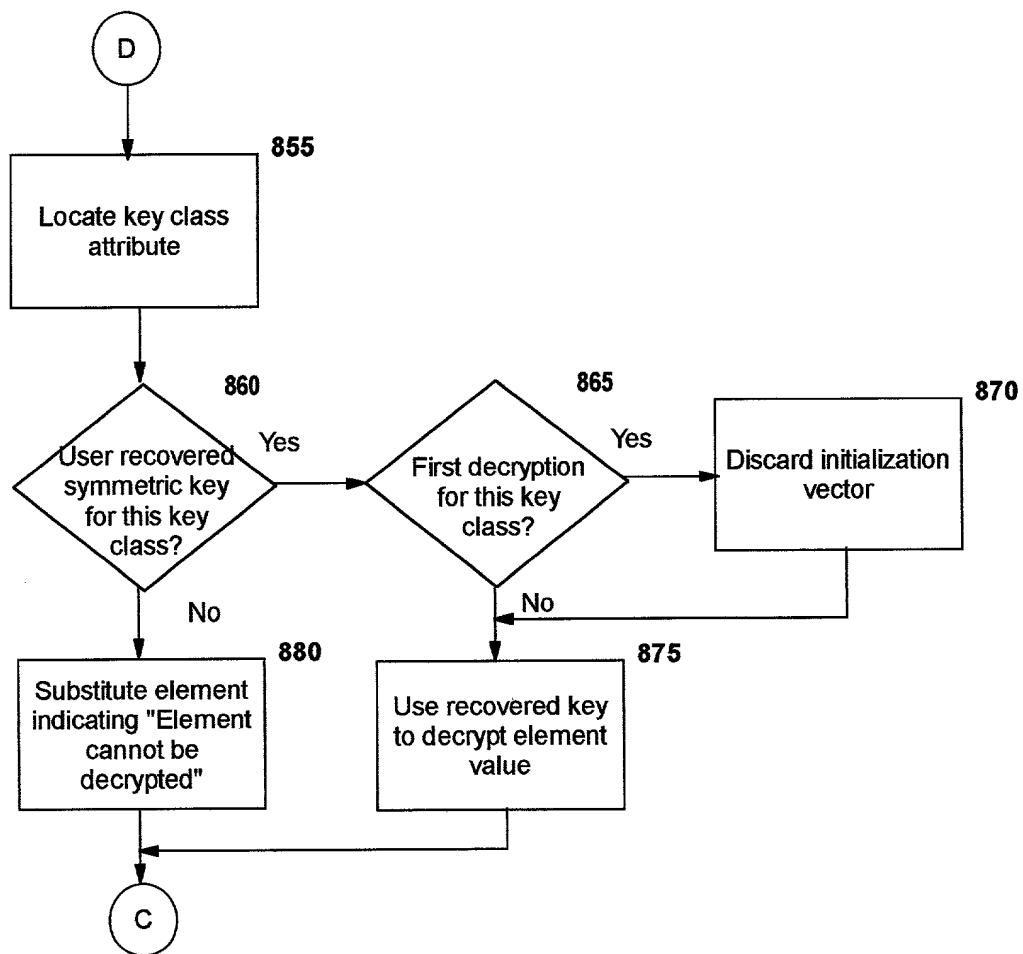 D
855
Locate key class
attribute
860
User recovered
symmetric key
for this key
class?
Yes
865
First decryption
for this key
class?
Yes
870
Discard initialization
vector
No
No
880
Substitute element
indicating "Element
cannot be
decrypted"
875
Use recovered key
to decrypt element
value
C